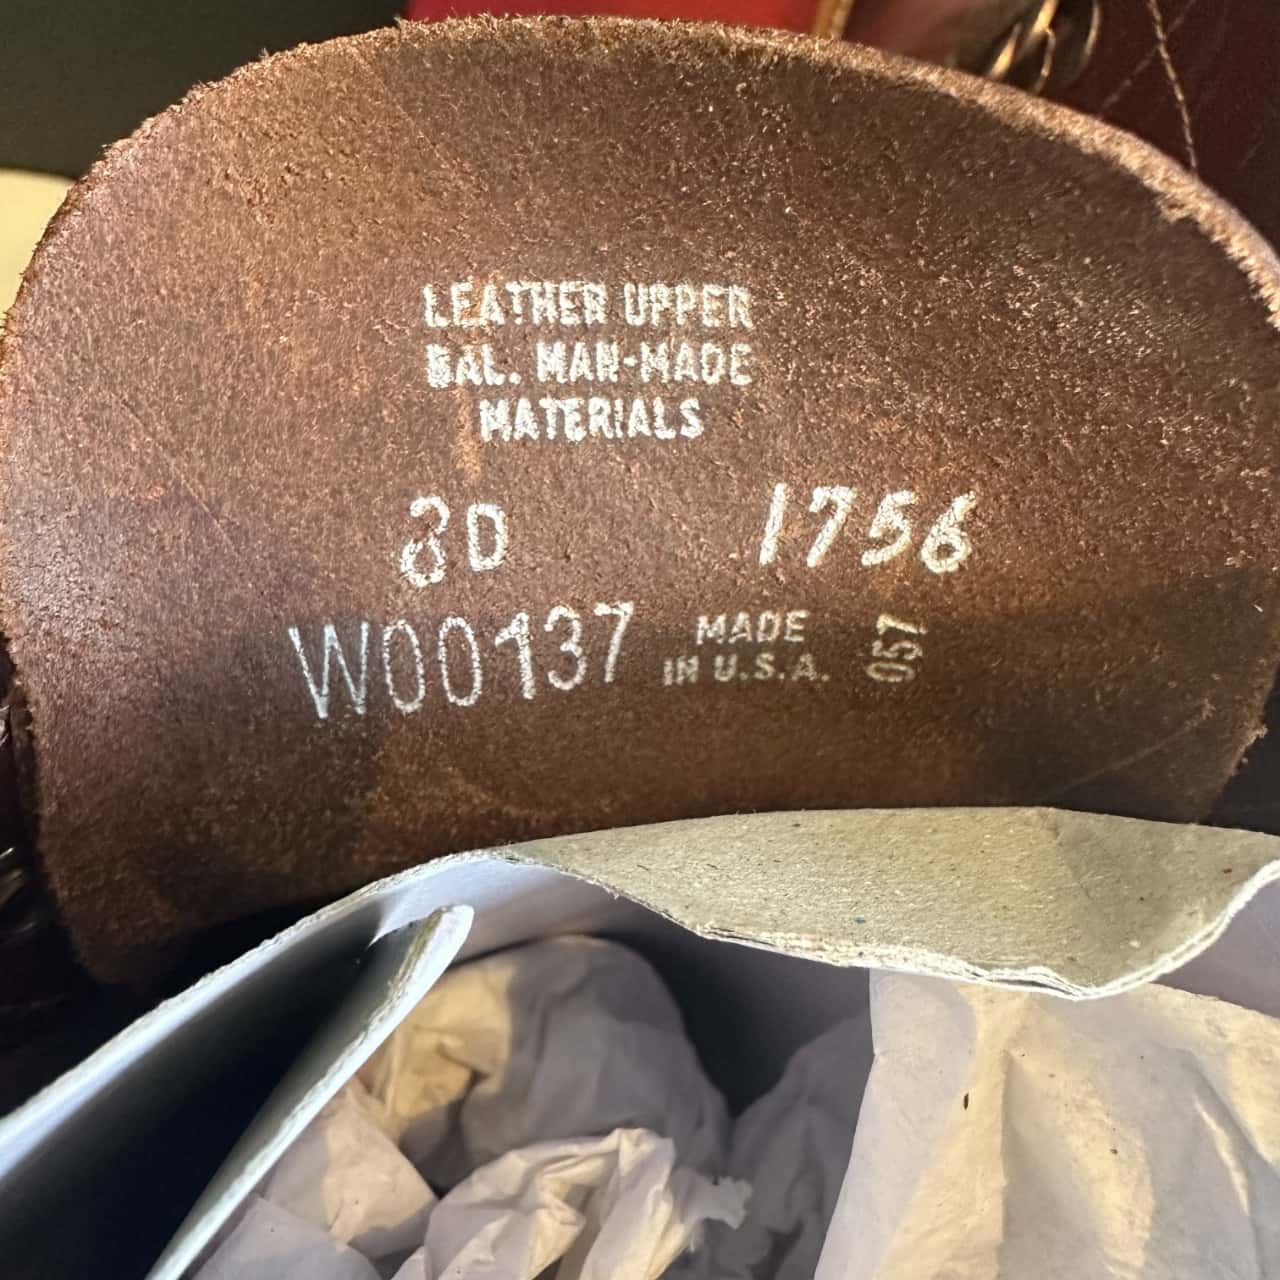 LEATHER UPPER
BAL. MAN-MADE
MATERIALS
8D 1756
W00137 MADE IN U.S.A. 057